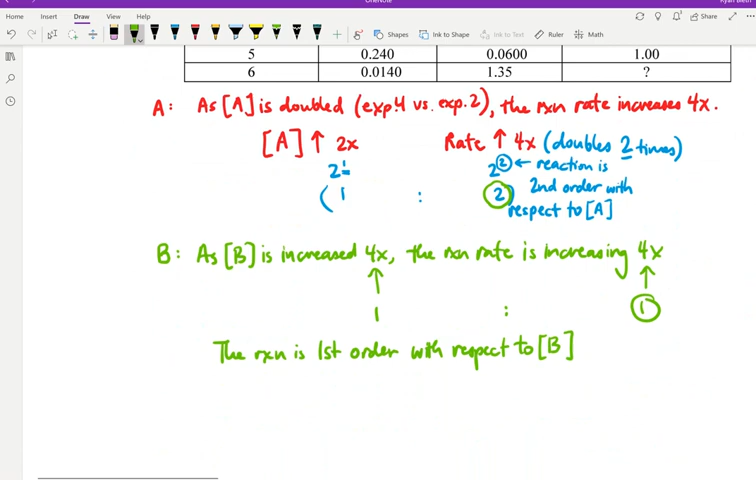 OneNote
Ryan Beth
Home Insert Draw View Help Share
Shapes Ink to Shape Ink to Text Ruler Math
5 0.240 0.0600 1.00
6 0.0140 1.35 ?
A: As [A] is doubled (exp.4 vs. exp.2), the rxn rate increases 4x.
[A] ↑ 2x Rate ↑ 4x (doubles 2 times)
2¹ 2² ← reaction is
( 1 : 2) 2nd order with
respect to [A]
B: As [B] is increased 4x, the rxn rate is increasing 4x
↑ ↑
1 : 1
The rxn is 1st order with respect to [B]